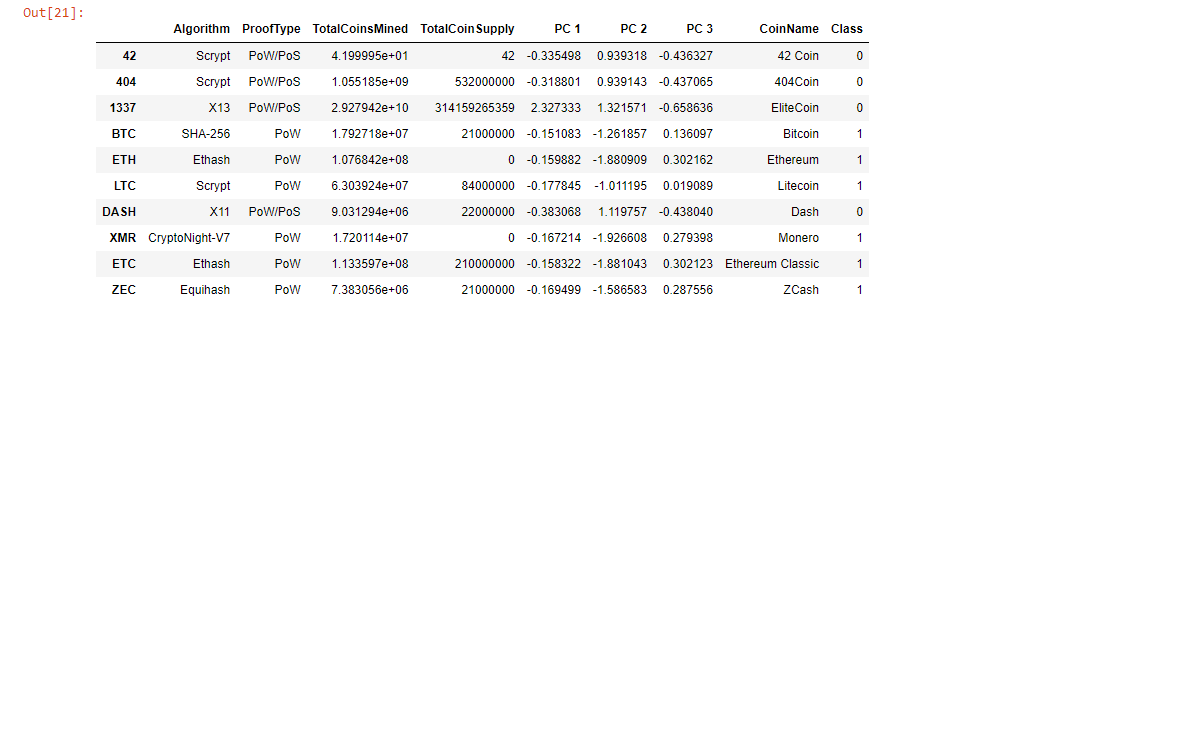 Out[21]:
Algorithm ProofType TotalCoinsMined TotalCoinSupply PC 1 PC 2 PC 3 CoinName Class
42 Scrypt PoW/PoS 4.199995e+01 42 -0.335498 0.939318 -0.436327 42 Coin 0
404 Scrypt PoW/PoS 1.055185e+09 532000000 -0.318801 0.939143 -0.437065 404Coin 0
1337 X13 PoW/PoS 2.927942e+10 314159265359 2.327333 1.321571 -0.658636 EliteCoin 0
BTC SHA-256 PoW 1.792718e+07 21000000 -0.151083 -1.261857 0.136097 Bitcoin 1
ETH Ethash PoW 1.076842e+08 0 -0.159882 -1.880909 0.302162 Ethereum 1
LTC Scrypt PoW 6.303924e+07 84000000 -0.177845 -1.011195 0.019089 Litecoin 1
DASH X11 PoW/PoS 9.031294e+06 22000000 -0.383068 1.119757 -0.438040 Dash 0
XMR CryptoNight-V7 PoW 1.720114e+07 0 -0.167214 -1.926608 0.279398 Monero 1
ETC Ethash PoW 1.133597e+08 210000000 -0.158322 -1.881043 0.302123 Ethereum Classic 1
ZEC Equihash PoW 7.383056e+06 21000000 -0.169499 -1.586583 0.287556 ZCash 1